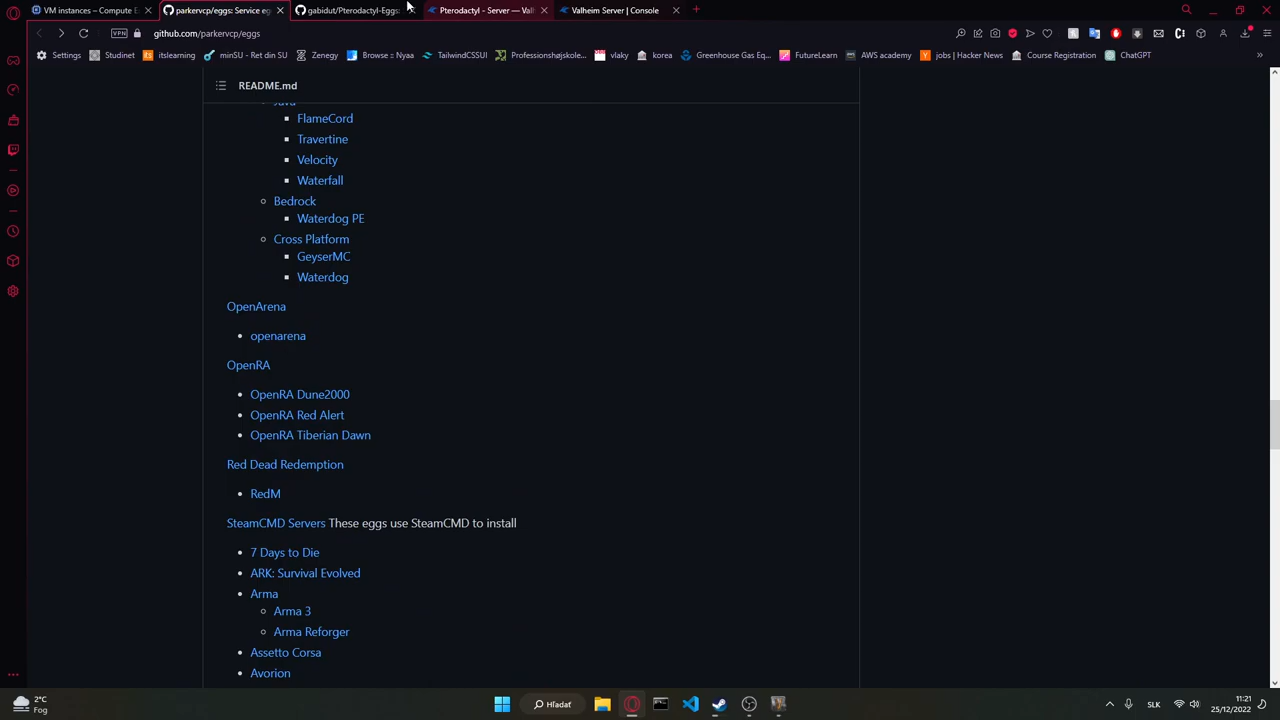 VM instances – Compute E
parkervcp/eggs: Service eg
gabidut/Pterodactyl-Eggs:
Pterodactyl - Server — Valh
Valheim Server | Console
VPN
github.com/parkervcp/eggs
Settings
Studinet
its
itslearning
minSU - Ret din SU
Zenegy
Browse :: Nyaa
TailwindCSSUI
Professionshøjskole...
vlaky
korea
Greenhouse Gas Eq...
FutureLearn
AWS academy
jobs | Hacker News
Course Registration
ChatGPT
README.md
Java
FlameCord
Travertine
Velocity
Waterfall
Bedrock
Waterdog PE
Cross Platform
GeyserMC
Waterdog
OpenArena
openarena
OpenRA
OpenRA Dune2000
OpenRA Red Alert
OpenRA Tiberian Dawn
Red Dead Redemption
RedM
SteamCMD Servers These eggs use SteamCMD to install
7 Days to Die
ARK: Survival Evolved
Arma
Arma 3
Arma Reforger
Assetto Corsa
Avorion
2°C
Fog
Hľadať
SLK
11:21
25/12/2022